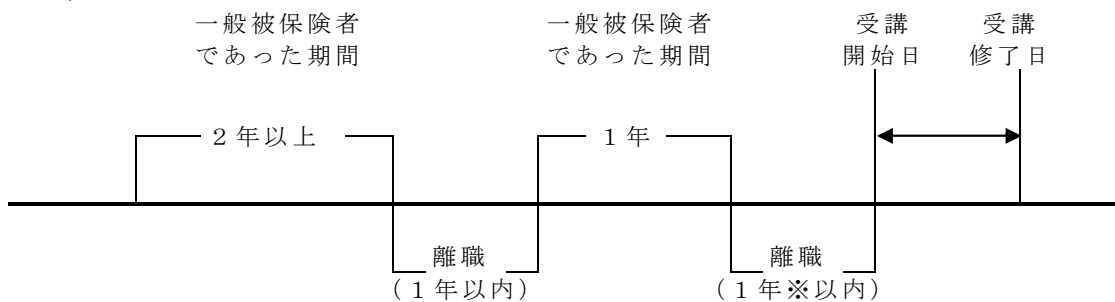 一般被保険者
であった期間
一般被保険者
であった期間
受講
開始日
受講
修了日
２年以上
１年
離職
(１年以内)
離職
(１年※以内)